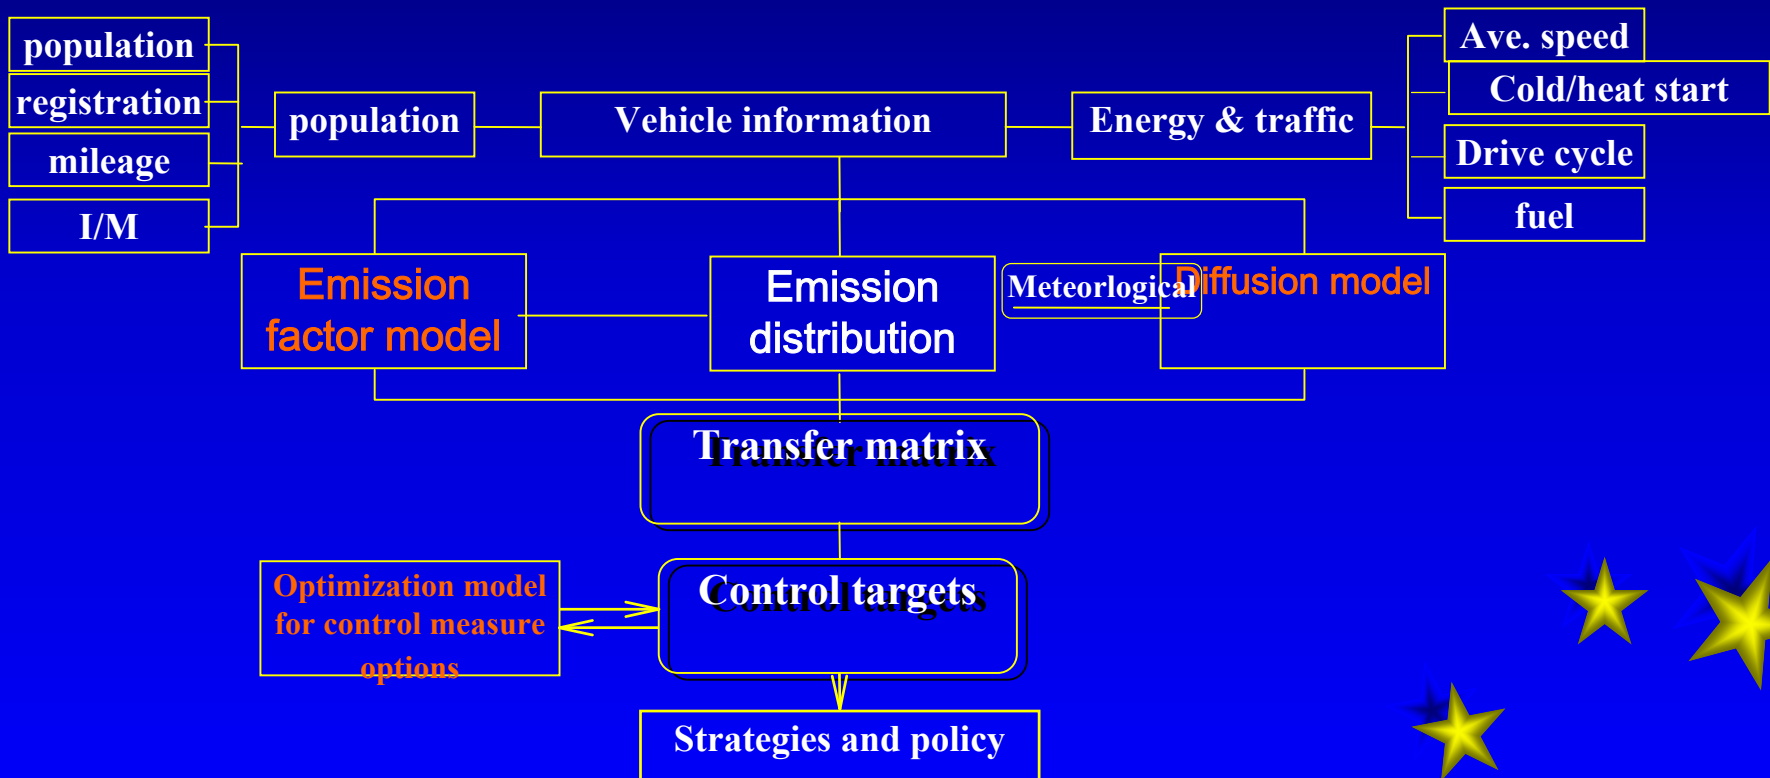 population
registration
mileage
I/M
population
Vehicle information
Energy & traffic
Ave. speed
Cold/heat start
Drive cycle
fuel
Emission
factor model
Emission
distribution
Meteorlogical
Diffusion model
Transfer matrix
Optimization model
for control measure
options
Control targets
Strategies and policy